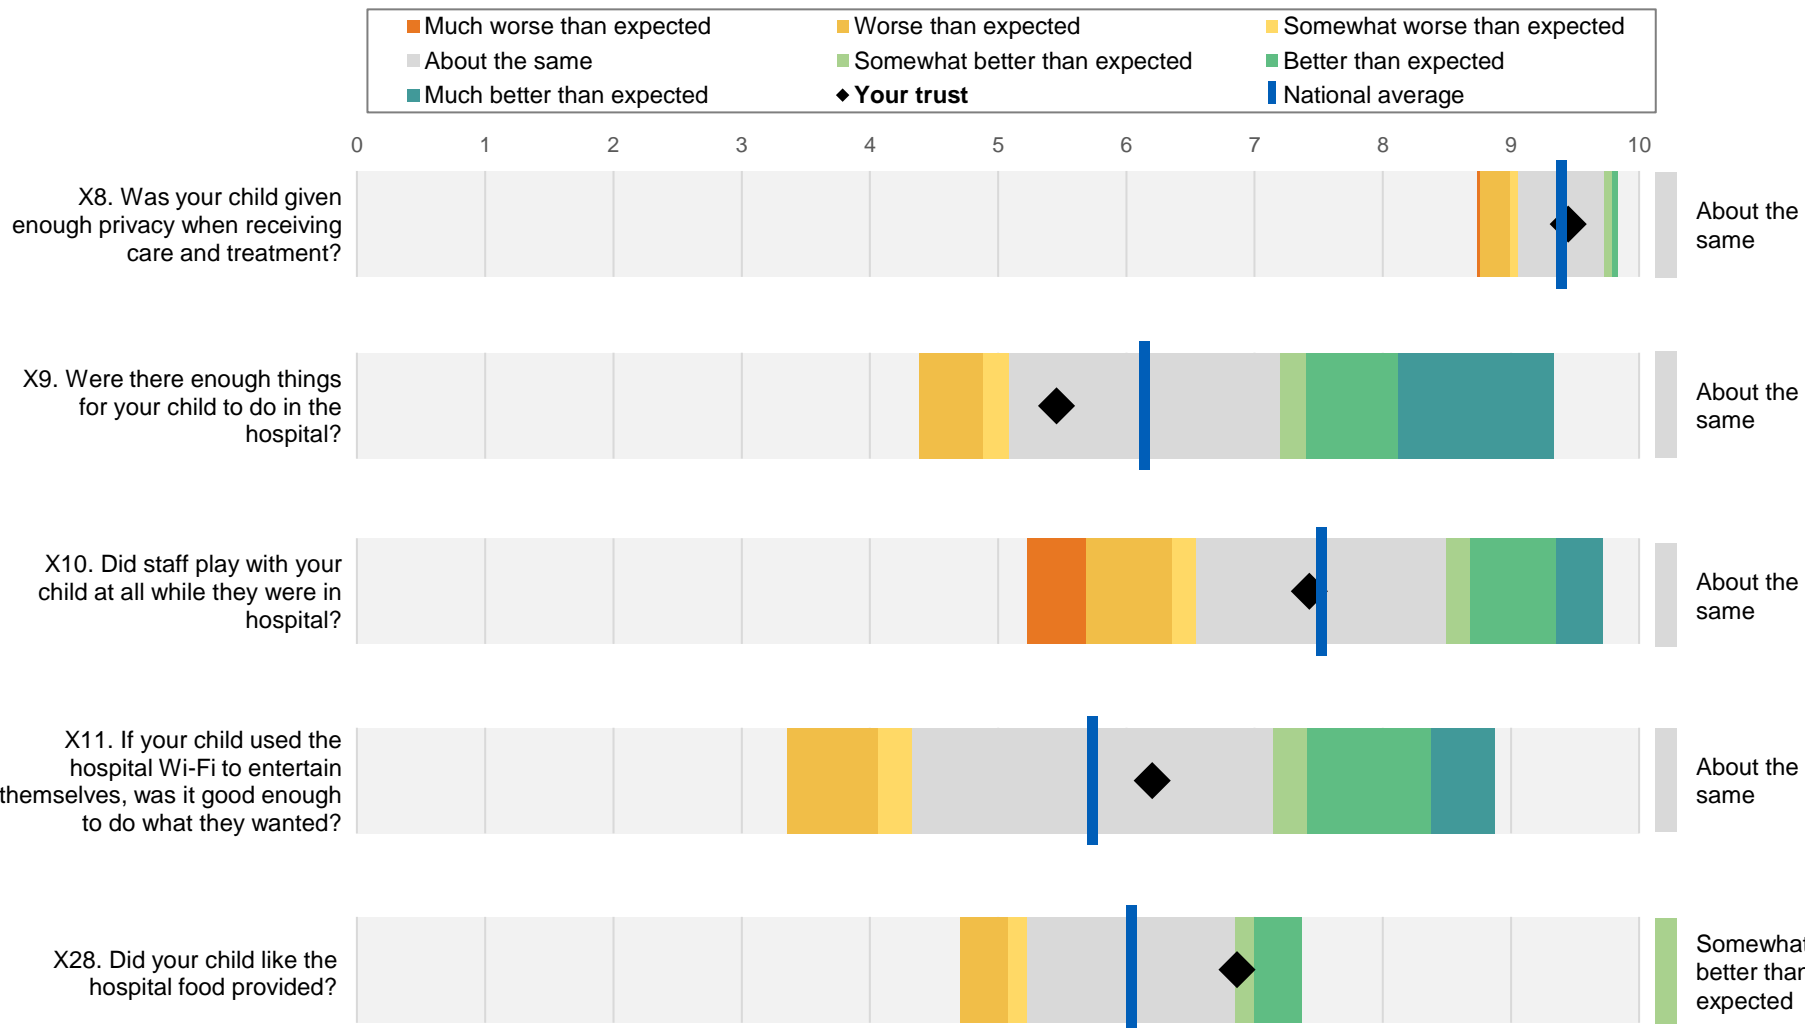 Much worse than expected
Worse than expected
Somewhat worse than expected
About the same
Somewhat better than expected
Better than expected
Much better than expected
Your trust
National average
0 1 2 3 4 5 6 7 8 9 10
X8. Was your child given
enough privacy when receiving
care and treatment?
About the
same
X9. Were there enough things
for your child to do in the
hospital?
About the
same
X10. Did staff play with your
child at all while they were in
hospital?
About the
same
X11. If your child used the
hospital Wi-Fi to entertain
themselves, was it good enough
to do what they wanted?
About the
same
X28. Did your child like the
hospital food provided?
Somewhat
better than
expected